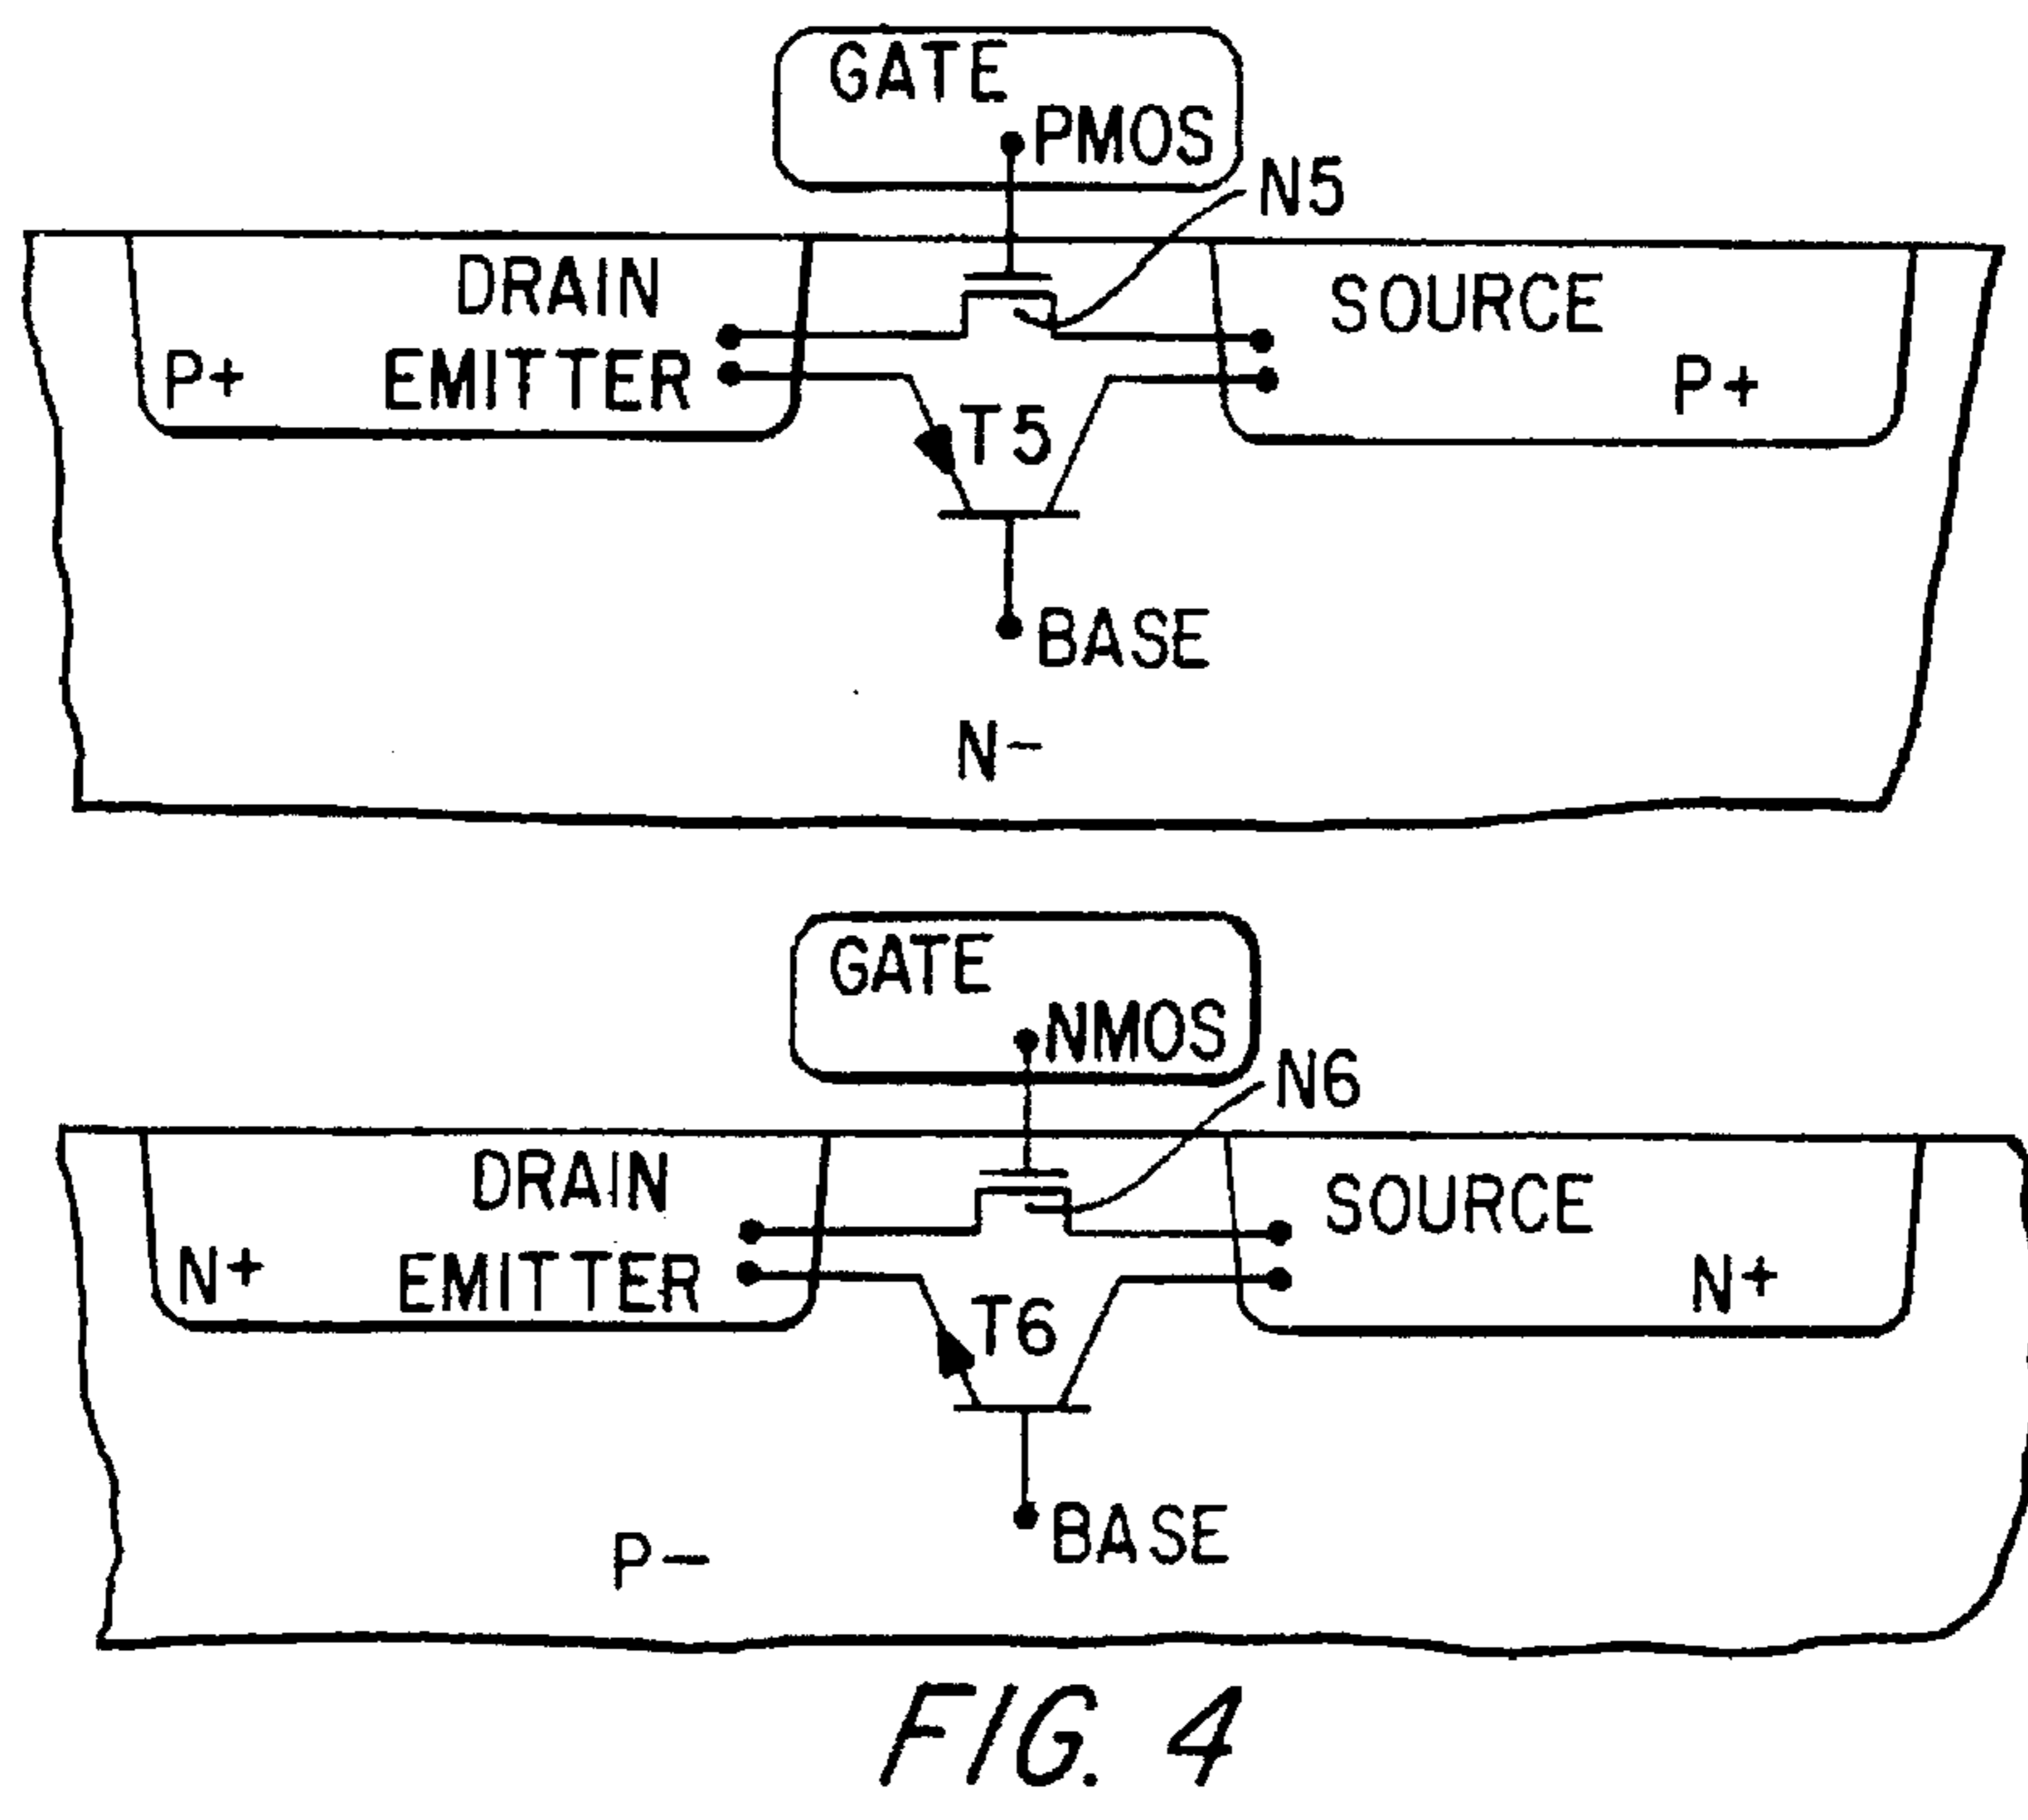 GATE
PMOS
N5
DRAIN
SOURCE
P+
EMITTER
P+
T5
BASE
N-
GATE
NMOS
N6
DRAIN
SOURCE
N+
EMITTER
N+
T6
BASE
P-
FIG. 4